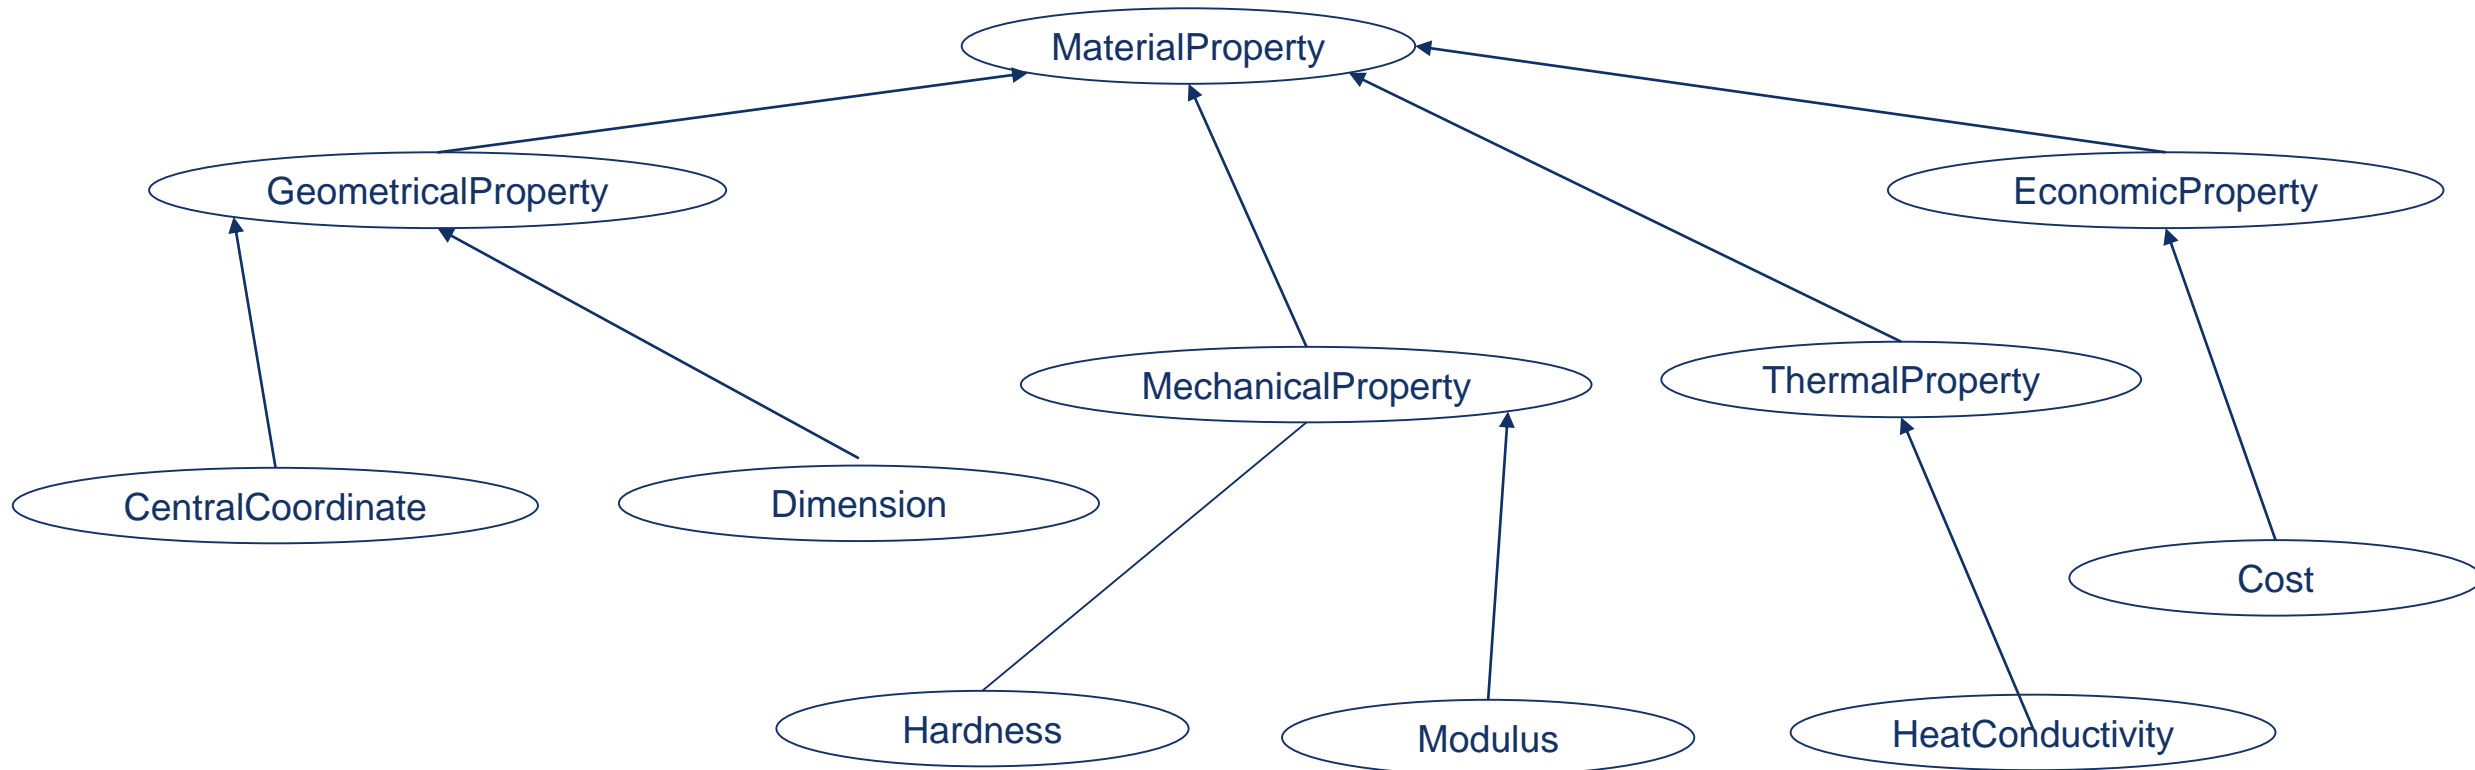 MaterialProperty
GeometricalProperty
EconomicProperty
MechanicalProperty
ThermalProperty
CentralCoordinate
Dimension
Cost
Hardness
Modulus
HeatConductivity